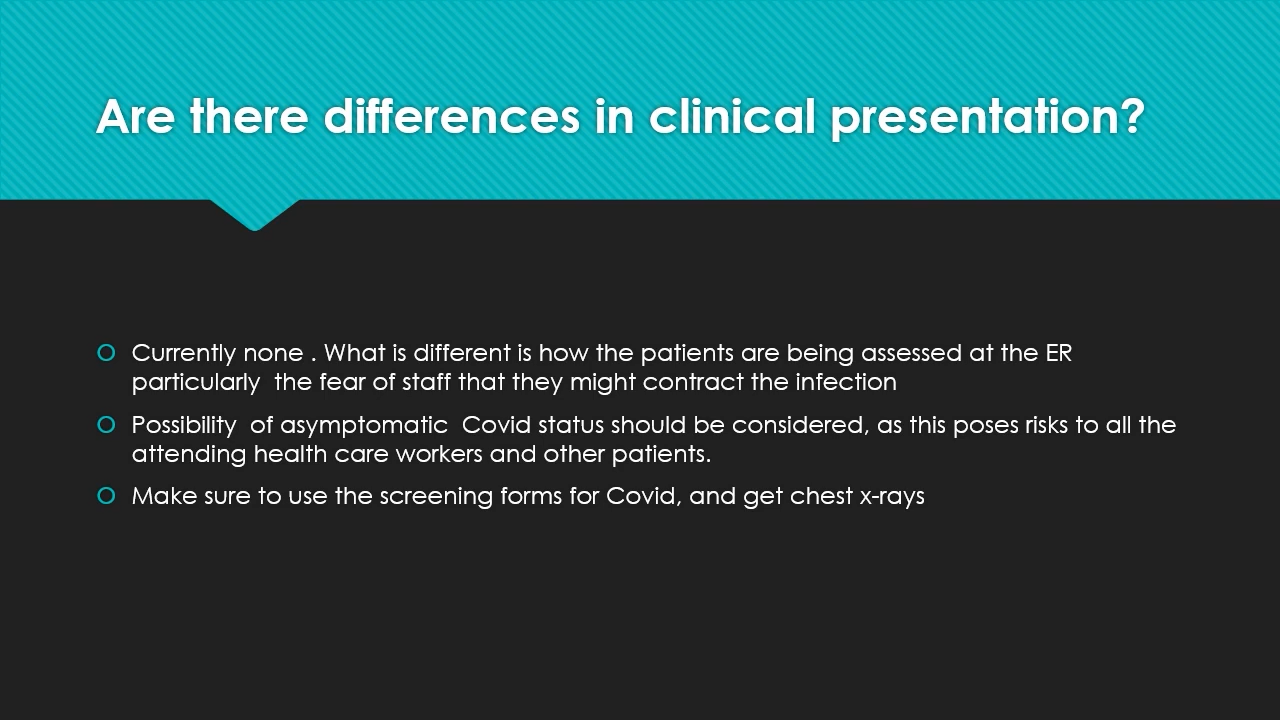 Are there differences in clinical presentation?
Currently none . What is different is how the patients are being assessed at the ER
particularly  the fear of staff that they might contract the infection
Possibility  of asymptomatic  Covid status should be considered, as this poses risks to all the
attending health care workers and other patients.
Make sure to use the screening forms for Covid, and get chest x-rays